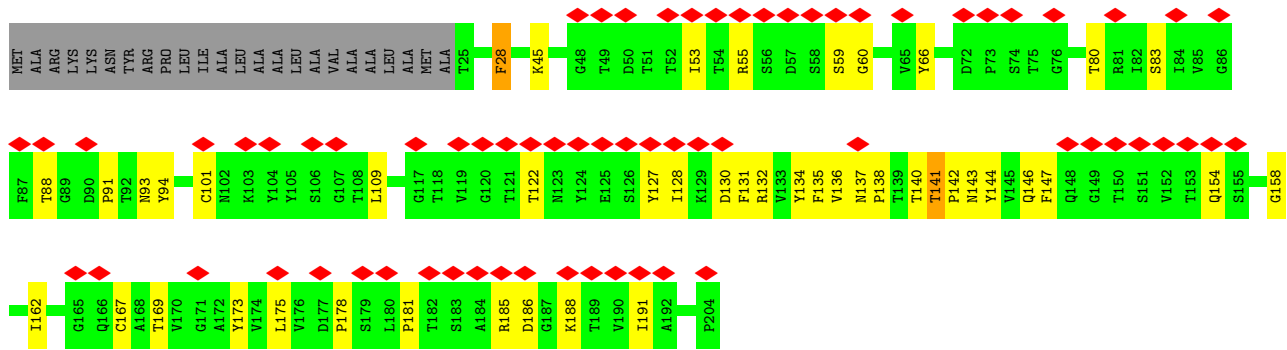 MET ALA ARG LYS LYS ASN TYR ARG PRO LEU ILE ALA LEU ALA ALA LEU ALA VAL ALA ALA LEU ALA MET ALA T25 F28 K45 G48 T49 D50 T51 T52 I53 T54 R55 S56 D57 S58 S59 G60 V65 Y66 D72 P73 S74 T75 G76 T80 R81 I82 S83 I84 V85 G86
F87 T88 G89 D90 P91 T92 N93 Y94 C101 N102 K103 Y104 Y105 S106 G107 T108 L109 G117 T118 V119 G120 T121 T122 N123 Y124 E125 S126 Y127 I128 K129 D130 F131 R132 V133 Y134 F135 V136 N137 P138 T139 T140 T141 P142 N143 Y144 V145 Q146 F147 Q148 G149 T150 S151 V152 T153 Q154 S155 G158
I162 G165 Q166 C167 A168 T169 V170 G171 A172 Y173 V174 L175 V176 D177 P178 S179 L180 P181 T182 S183 A184 R185 D186 G187 K188 T189 V190 I191 A192 P204